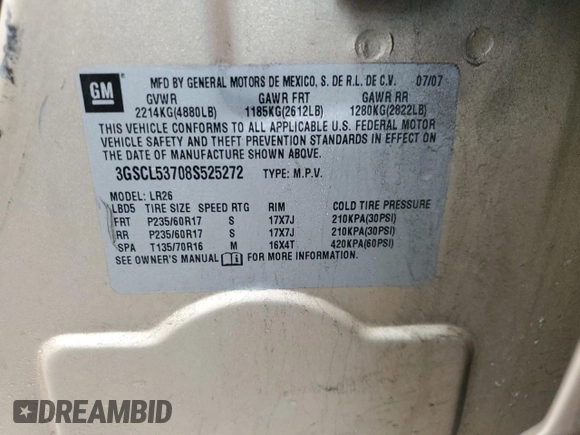 GM
MFD BY GENERAL MOTORS DE MEXICO, S. DE R.L. DE C.V. 07/07
GVWR GAWR FRT GAWR RR
2214KG(4880LB) 1185KG(2612LB) 1280KG(2822LB)
THIS VEHICLE CONFORMS TO ALL APPLICABLE U.S. FEDERAL MOTOR
VEHICLE SAFETY AND THEFT PREVENTION STANDARDS IN EFFECT ON
THE DATE OF MANUFACTURE SHOWN ABOVE.
3GSCL53708S525272 TYPE: M.P.V.
MODEL: LR26
LBD5 TIRE SIZE SPEED RTG RIM COLD TIRE PRESSURE
FRT P235/60R17 S 17X7J 210KPA(30PSI)
RR P235/60R17 S 17X7J 210KPA(30PSI)
SPA T135/70R16 M 16X4T 420KPA(60PSI)
SEE OWNER'S MANUAL FOR MORE INFORMATION.
DREAMBID